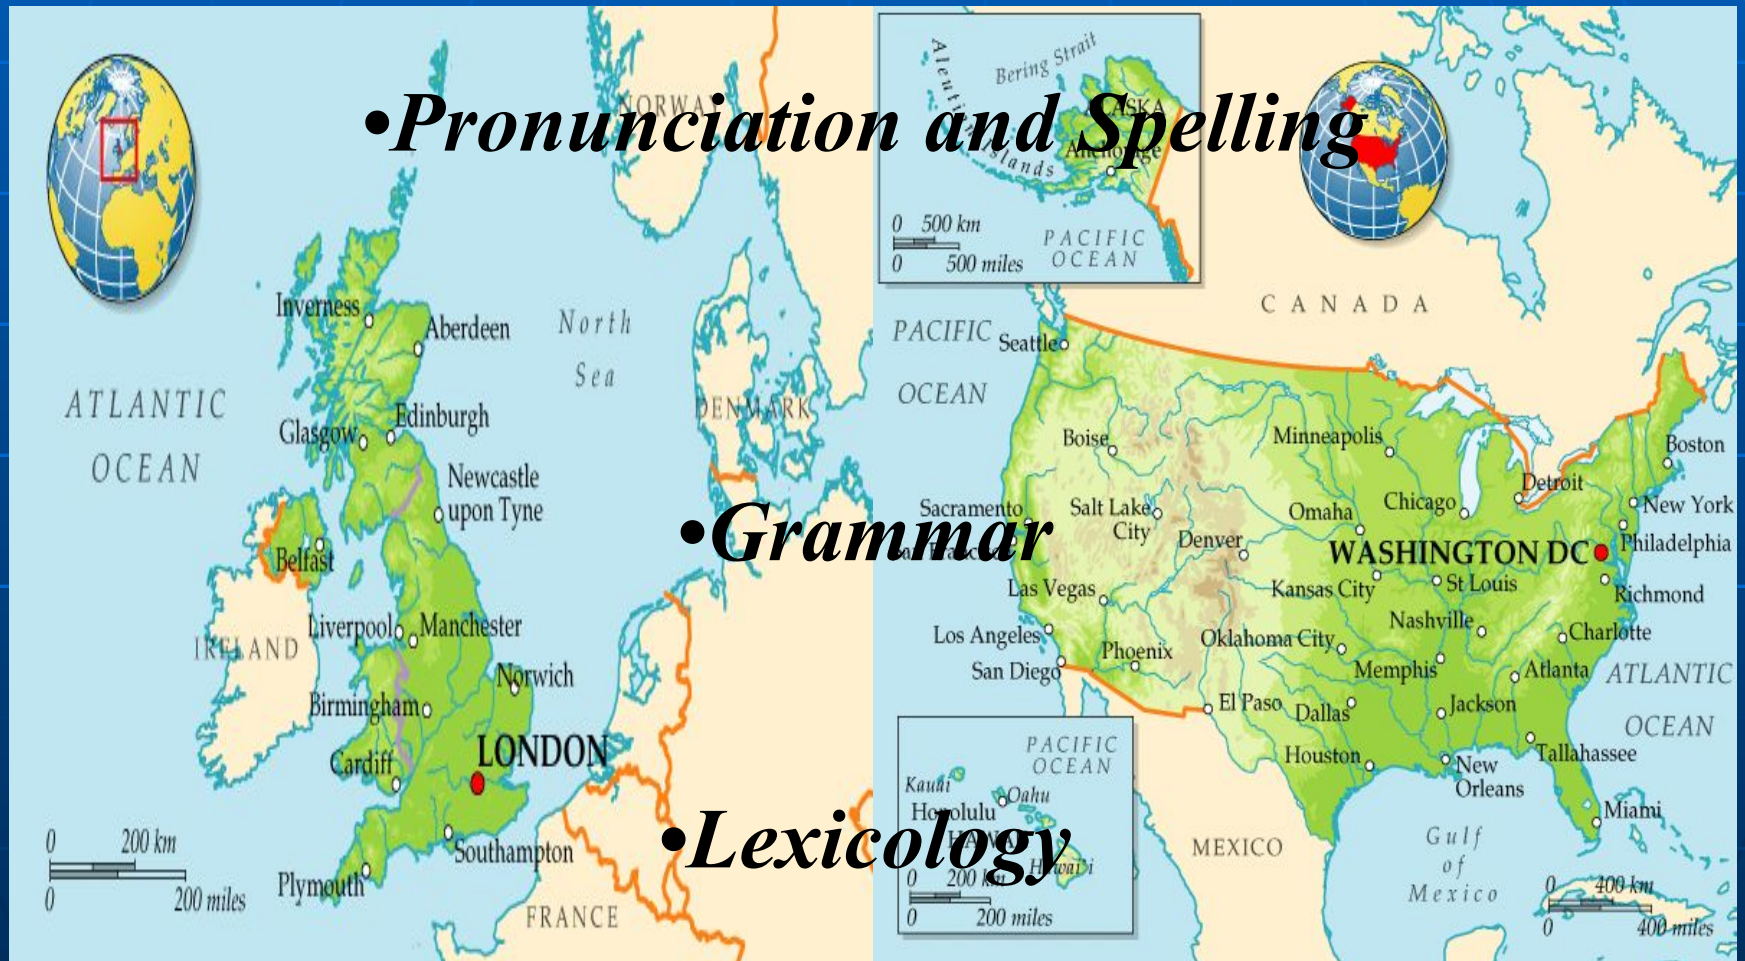 •Pronunciation and Spelling
•Grammar
•Lexicology
NORWAY
Inverness
Aberdeen
North
Sea
ATLANTIC
OCEAN
DENMARK
Edinburgh
Glasgow
Newcastle
upon Tyne
Belfast
IRELAND
Liverpool
Manchester
Norwich
Birmingham
LONDON
Cardiff
Southampton
Plymouth
FRANCE
0 200 km
0 200 miles
Bering Strait
Aleutian Islands
Anchorage
0 500 km
0 500 miles
PACIFIC
OCEAN
CANADA
PACIFIC
OCEAN
Seattle
Boise
Minneapolis
Boston
Detroit
Sacramento
Salt Lake
City
Omaha
Chicago
New York
Denver
WASHINGTON DC
Philadelphia
Las Vegas
Kansas City
St Louis
Richmond
Los Angeles
Phoenix
Oklahoma City
Nashville
Charlotte
San Diego
Memphis
Atlanta
ATLANTIC
OCEAN
El Paso
Dallas
Jackson
Houston
New
Orleans
Tallahassee
Miami
MEXICO
Gulf
of
Mexico
0 400 km
0 400 miles
PACIFIC
OCEAN
Kauai
Oahu
Honolulu
Hawai'i
0 200 km
0 200 miles